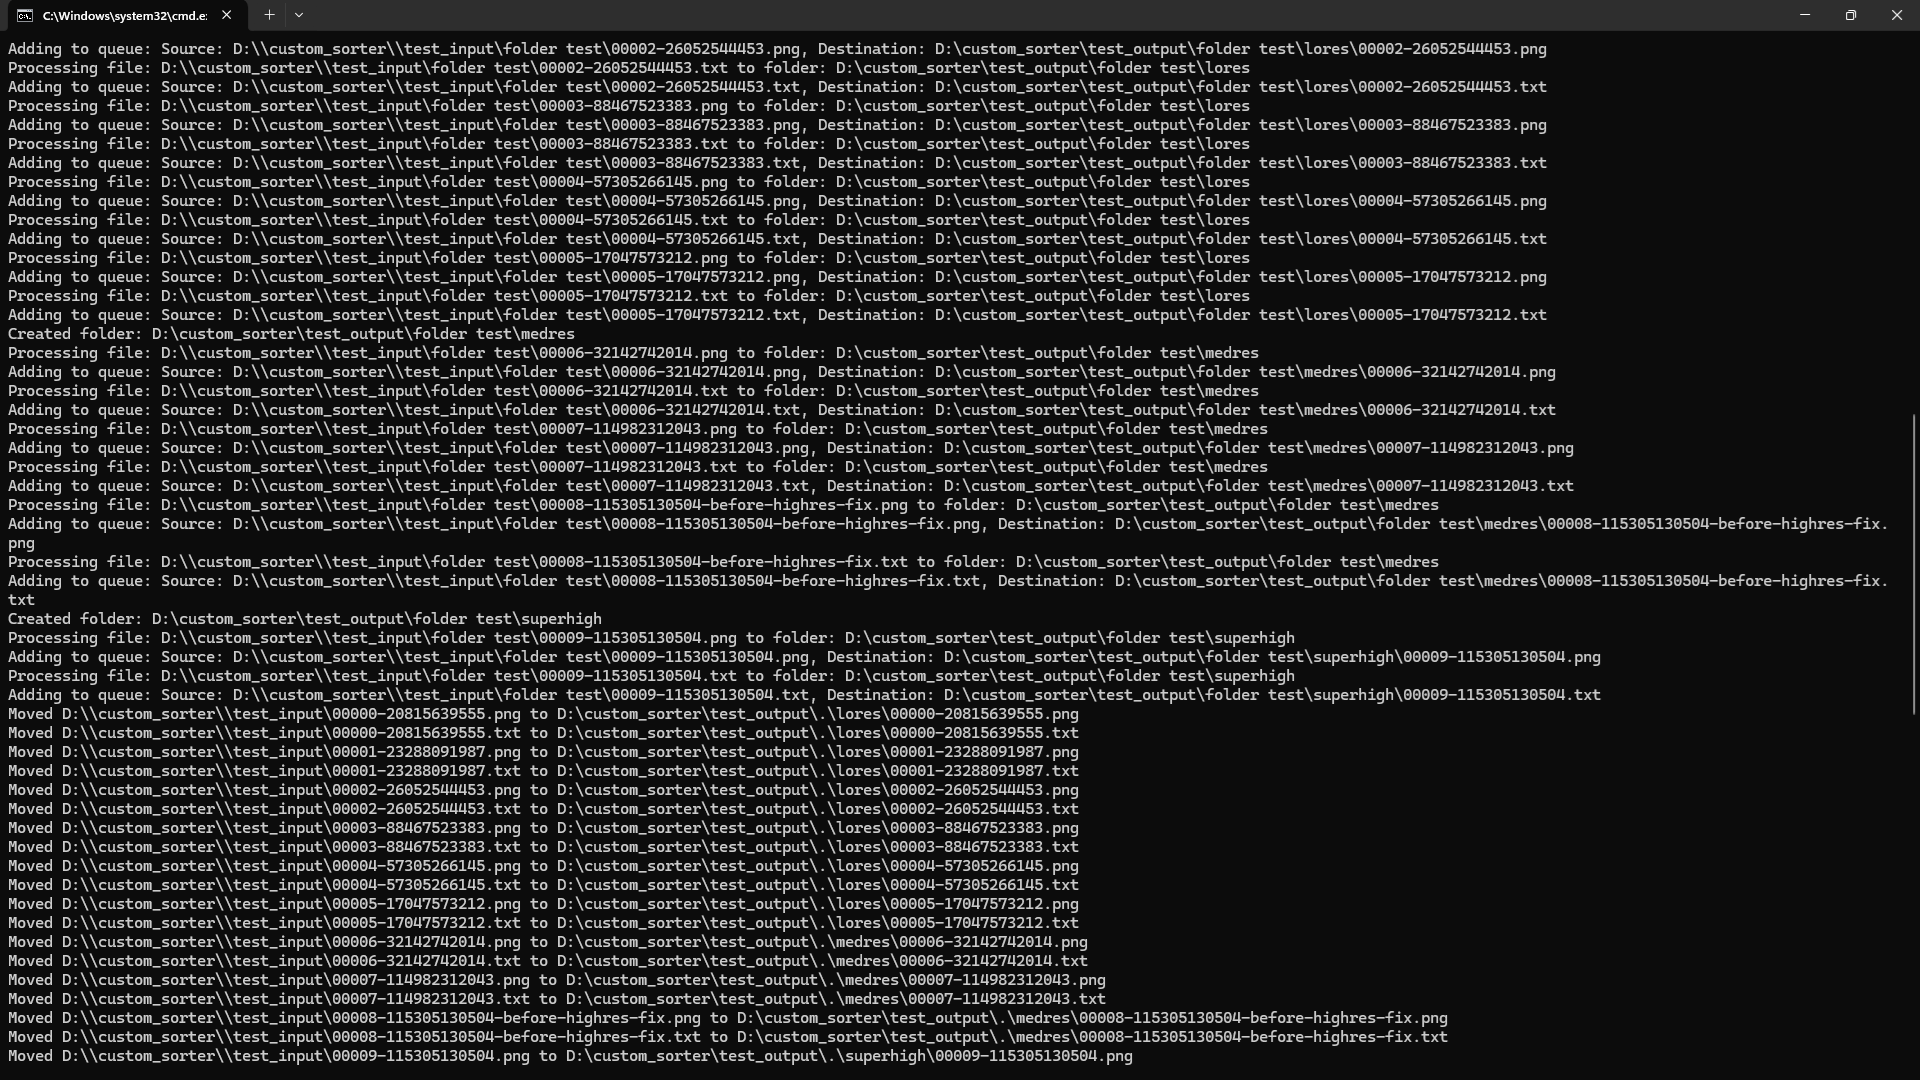 C:\Windows\system32\cmd.e:
Adding to queue: Source: D:\\custom_sorter\\test_input\folder test\00002-26052544453.png, Destination: D:\custom_sorter\test_output\folder test\lores\00002-26052544453.png
Processing file: D:\\custom_sorter\\test_input\folder test\00002-26052544453.txt to folder: D:\custom_sorter\test_output\folder test\lores
Adding to queue: Source: D:\\custom_sorter\\test_input\folder test\00002-26052544453.txt, Destination: D:\custom_sorter\test_output\folder test\lores\00002-26052544453.txt
Processing file: D:\\custom_sorter\\test_input\folder test\00003-88467523383.png to folder: D:\custom_sorter\test_output\folder test\lores
Adding to queue: Source: D:\\custom_sorter\\test_input\folder test\00003-88467523383.png, Destination: D:\custom_sorter\test_output\folder test\lores\00003-88467523383.png
Processing file: D:\\custom_sorter\\test_input\folder test\00003-88467523383.txt to folder: D:\custom_sorter\test_output\folder test\lores
Adding to queue: Source: D:\\custom_sorter\\test_input\folder test\00003-88467523383.txt, Destination: D:\custom_sorter\test_output\folder test\lores\00003-88467523383.txt
Processing file: D:\\custom_sorter\\test_input\folder test\00004-57305266145.png to folder: D:\custom_sorter\test_output\folder test\lores
Adding to queue: Source: D:\\custom_sorter\\test_input\folder test\00004-57305266145.png, Destination: D:\custom_sorter\test_output\folder test\lores\00004-57305266145.png
Processing file: D:\\custom_sorter\\test_input\folder test\00004-57305266145.txt to folder: D:\custom_sorter\test_output\folder test\lores
Adding to queue: Source: D:\\custom_sorter\\test_input\folder test\00004-57305266145.txt, Destination: D:\custom_sorter\test_output\folder test\lores\00004-57305266145.txt
Processing file: D:\\custom_sorter\\test_input\folder test\00005-17047573212.png to folder: D:\custom_sorter\test_output\folder test\lores
Adding to queue: Source: D:\\custom_sorter\\test_input\folder test\00005-17047573212.png, Destination: D:\custom_sorter\test_output\folder test\lores\00005-17047573212.png
Processing file: D:\\custom_sorter\\test_input\folder test\00005-17047573212.txt to folder: D:\custom_sorter\test_output\folder test\lores
Adding to queue: Source: D:\\custom_sorter\\test_input\folder test\00005-17047573212.txt, Destination: D:\custom_sorter\test_output\folder test\lores\00005-17047573212.txt
Created folder: D:\custom_sorter\test_output\folder test\medres
Processing file: D:\\custom_sorter\\test_input\folder test\00006-32142742014.png to folder: D:\custom_sorter\test_output\folder test\medres
Adding to queue: Source: D:\\custom_sorter\\test_input\folder test\00006-32142742014.png, Destination: D:\custom_sorter\test_output\folder test\medres\00006-32142742014.png
Processing file: D:\\custom_sorter\\test_input\folder test\00006-32142742014.txt to folder: D:\custom_sorter\test_output\folder test\medres
Adding to queue: Source: D:\\custom_sorter\\test_input\folder test\00006-32142742014.txt, Destination: D:\custom_sorter\test_output\folder test\medres\00006-32142742014.txt
Processing file: D:\\custom_sorter\\test_input\folder test\00007-114982312043.png to folder: D:\custom_sorter\test_output\folder test\medres
Adding to queue: Source: D:\\custom_sorter\\test_input\folder test\00007-114982312043.png, Destination: D:\custom_sorter\test_output\folder test\medres\00007-114982312043.png
Processing file: D:\\custom_sorter\\test_input\folder test\00007-114982312043.txt to folder: D:\custom_sorter\test_output\folder test\medres
Adding to queue: Source: D:\\custom_sorter\\test_input\folder test\00007-114982312043.txt, Destination: D:\custom_sorter\test_output\folder test\medres\00007-114982312043.txt
Processing file: D:\\custom_sorter\\test_input\folder test\00008-115305130504-before-highres-fix.png to folder: D:\custom_sorter\test_output\folder test\medres
Adding to queue: Source: D:\\custom_sorter\\test_input\folder test\00008-115305130504-before-highres-fix.png, Destination: D:\custom_sorter\test_output\folder test\medres\00008-115305130504-before-highres-fix.
png
Processing file: D:\\custom_sorter\\test_input\folder test\00008-115305130504-before-highres-fix.txt to folder: D:\custom_sorter\test_output\folder test\medres
Adding to queue: Source: D:\\custom_sorter\\test_input\folder test\00008-115305130504-before-highres-fix.txt, Destination: D:\custom_sorter\test_output\folder test\medres\00008-115305130504-before-highres-fix.
txt
Created folder: D:\custom_sorter\test_output\folder test\superhigh
Processing file: D:\\custom_sorter\\test_input\folder test\00009-115305130504.png to folder: D:\custom_sorter\test_output\folder test\superhigh
Adding to queue: Source: D:\\custom_sorter\\test_input\folder test\00009-115305130504.png, Destination: D:\custom_sorter\test_output\folder test\superhigh\00009-115305130504.png
Processing file: D:\\custom_sorter\\test_input\folder test\00009-115305130504.txt to folder: D:\custom_sorter\test_output\folder test\superhigh
Adding to queue: Source: D:\\custom_sorter\\test_input\folder test\00009-115305130504.txt, Destination: D:\custom_sorter\test_output\folder test\superhigh\00009-115305130504.txt
Moved D:\\custom_sorter\\test_input\00000-20815639555.png to D:\custom_sorter\test_output\.\lores\00000-20815639555.png
Moved D:\\custom_sorter\\test_input\00000-20815639555.txt to D:\custom_sorter\test_output\.\lores\00000-20815639555.txt
Moved D:\\custom_sorter\\test_input\00001-23288091987.png to D:\custom_sorter\test_output\.\lores\00001-23288091987.png
Moved D:\\custom_sorter\\test_input\00001-23288091987.txt to D:\custom_sorter\test_output\.\lores\00001-23288091987.txt
Moved D:\\custom_sorter\\test_input\00002-26052544453.png to D:\custom_sorter\test_output\.\lores\00002-26052544453.png
Moved D:\\custom_sorter\\test_input\00002-26052544453.txt to D:\custom_sorter\test_output\.\lores\00002-26052544453.txt
Moved D:\\custom_sorter\\test_input\00003-88467523383.png to D:\custom_sorter\test_output\.\lores\00003-88467523383.png
Moved D:\\custom_sorter\\test_input\00003-88467523383.txt to D:\custom_sorter\test_output\.\lores\00003-88467523383.txt
Moved D:\\custom_sorter\\test_input\00004-57305266145.png to D:\custom_sorter\test_output\.\lores\00004-57305266145.png
Moved D:\\custom_sorter\\test_input\00004-57305266145.txt to D:\custom_sorter\test_output\.\lores\00004-57305266145.txt
Moved D:\\custom_sorter\\test_input\00005-17047573212.png to D:\custom_sorter\test_output\.\lores\00005-17047573212.png
Moved D:\\custom_sorter\\test_input\00005-17047573212.txt to D:\custom_sorter\test_output\.\lores\00005-17047573212.txt
Moved D:\\custom_sorter\\test_input\00006-32142742014.png to D:\custom_sorter\test_output\.\medres\00006-32142742014.png
Moved D:\\custom_sorter\\test_input\00006-32142742014.txt to D:\custom_sorter\test_output\.\medres\00006-32142742014.txt
Moved D:\\custom_sorter\\test_input\00007-114982312043.png to D:\custom_sorter\test_output\.\medres\00007-114982312043.png
Moved D:\\custom_sorter\\test_input\00007-114982312043.txt to D:\custom_sorter\test_output\.\medres\00007-114982312043.txt
Moved D:\\custom_sorter\\test_input\00008-115305130504-before-highres-fix.png to D:\custom_sorter\test_output\.\medres\00008-115305130504-before-highres-fix.png
Moved D:\\custom_sorter\\test_input\00008-115305130504-before-highres-fix.txt to D:\custom_sorter\test_output\.\medres\00008-115305130504-before-highres-fix.txt
Moved D:\\custom_sorter\\test_input\00009-115305130504.png to D:\custom_sorter\test_output\.\superhigh\00009-115305130504.png